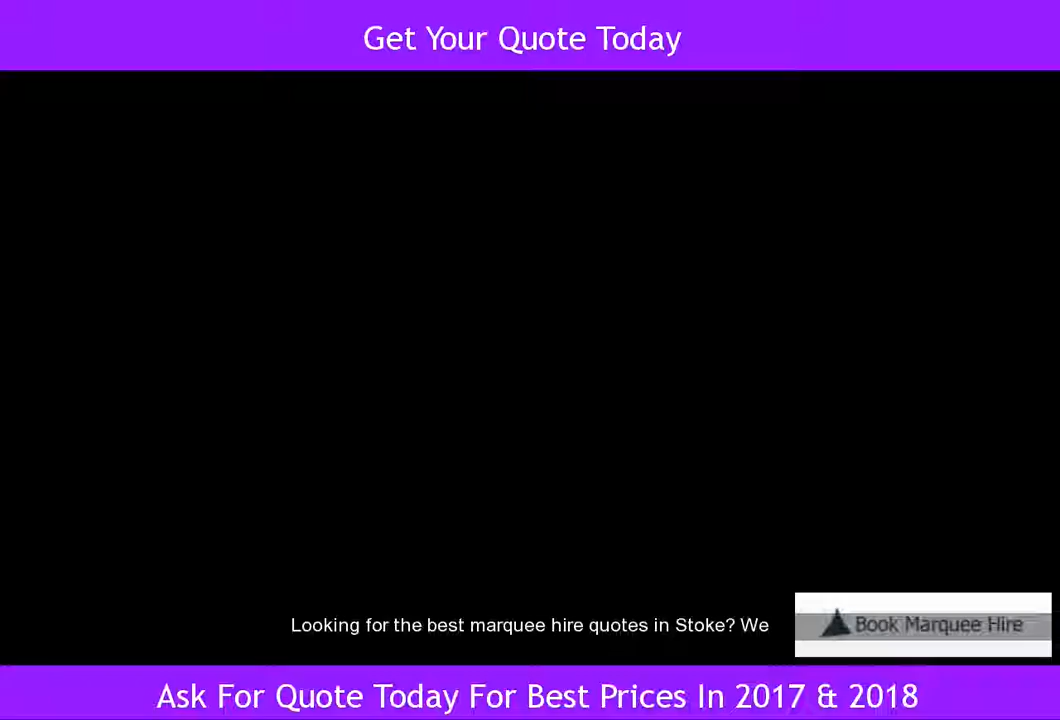 Get Your Quote Today
Looking for the best marquee hire quotes in Stoke? We
Book Marquee Hire
Ask For Quote Today For Best Prices In 2017 & 2018